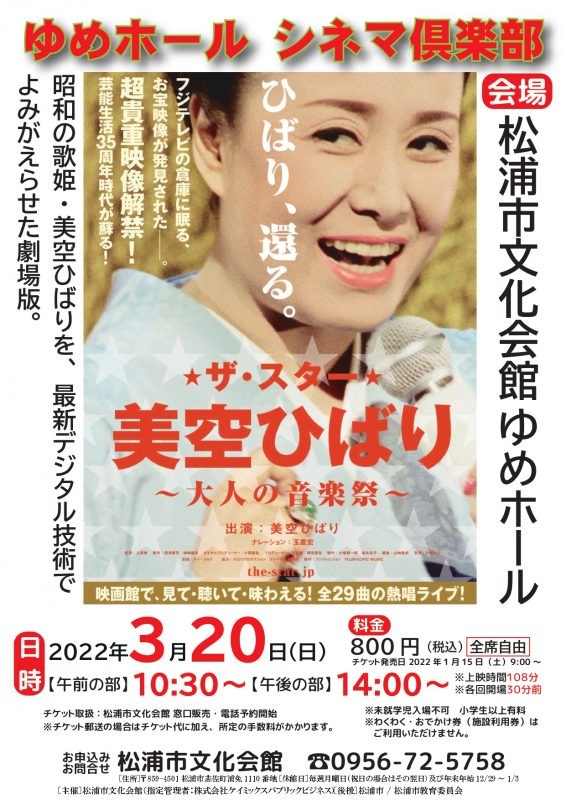 ゆめホール シネマ倶楽部
会場
松浦市文化会館 ゆめホール
昭和の歌姫・美空ひばりを、最新デジタル技術で
よみがえらせた劇場版。
ひばり、還る。
フジテレビの倉庫に眠る、
お宝映像が発見された――。
超貴重映像解禁!
芸能生活35周年時代が蘇る!
★ザ・スター★
美空ひばり
～大人の音楽祭～
出演:美空ひばり
ナレーション:玉置宏
the-star.jp
映画館で、見て・聴いて・味わえる! 全29曲の熱唱ライブ!
日時
2022年3月20日(日)
【午前の部】10:30～【午後の部】14:00～
料金
800円(税込) 全席自由
チケット発売日 2022年1月15日(土)9:00～
※上映時間108分
※各回開場30分前
チケット取扱:松浦市文化会館 窓口販売・電話予約開始
※チケット郵送の場合はチケット代に加え、所定の手数料がかかります。
※未就学児入場不可 小学生以上有料
※わくわく・おでかけ券(施設利用券)は
ご利用いただけません。
お申込み
お問合せ
松浦市文化会館 ☎0956-72-5758
[住所]〒859-4501 松浦市志佐町浦免1110番地 [休館日]毎週月曜日(祝日の場合はその翌日)及び年末年始12/29～1/3
[主催]松浦市文化会館(指定管理者:株式会社ケイミックスパブリックビジネス)[後援]松浦市/松浦市教育委員会